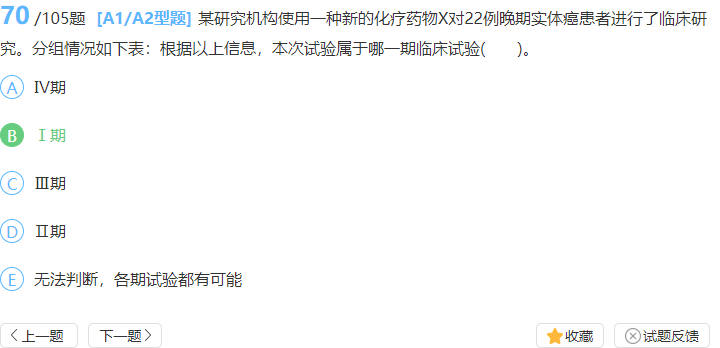 70 /105题 [A1/A2型题] 某研究机构使用一种新的化疗药物X对22例晚期实体癌患者进行了临床研
究。分组情况如下表：根据以上信息，本次试验属于哪一期临床试验( )。
A Ⅳ期
B Ⅰ期
C Ⅲ期
D Ⅱ期
E 无法判断，各期试验都有可能
上一题 下一题 收藏 试题反馈